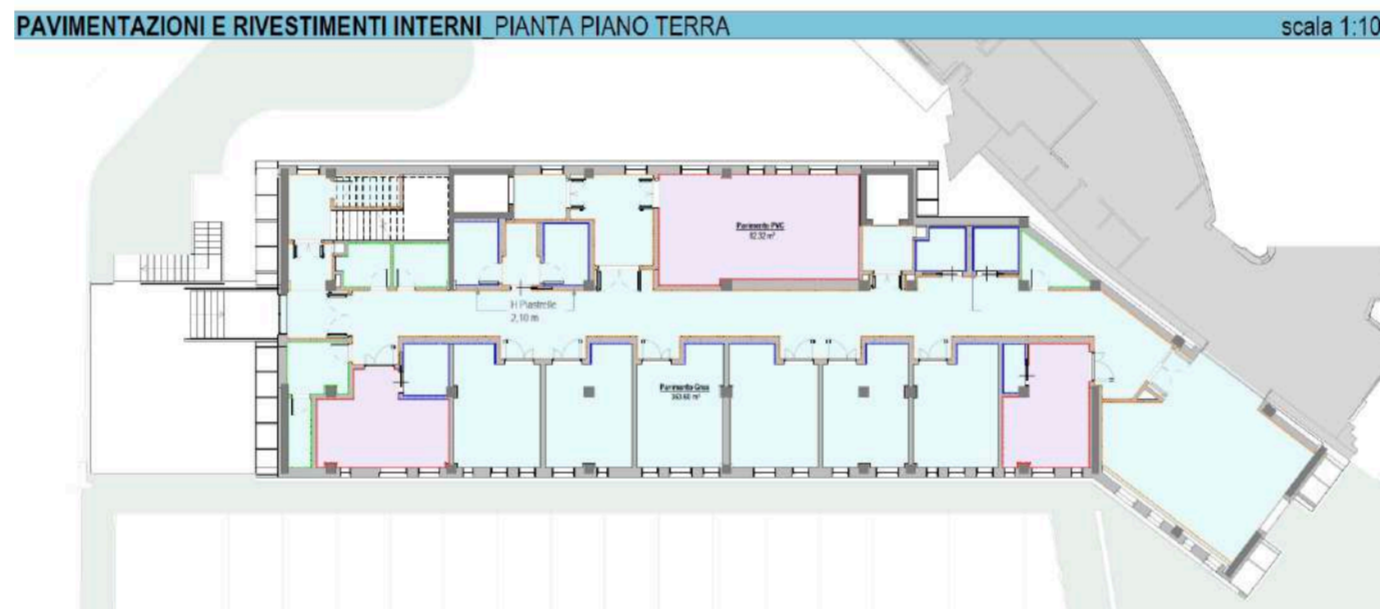 PAVIMENTAZIONI E RIVESTIMENTI INTERNI_PIANTA PIANO TERRA
scala 1:10
Pavimento PVC
H Piastrelle
2,10 m
Pavimento Gres